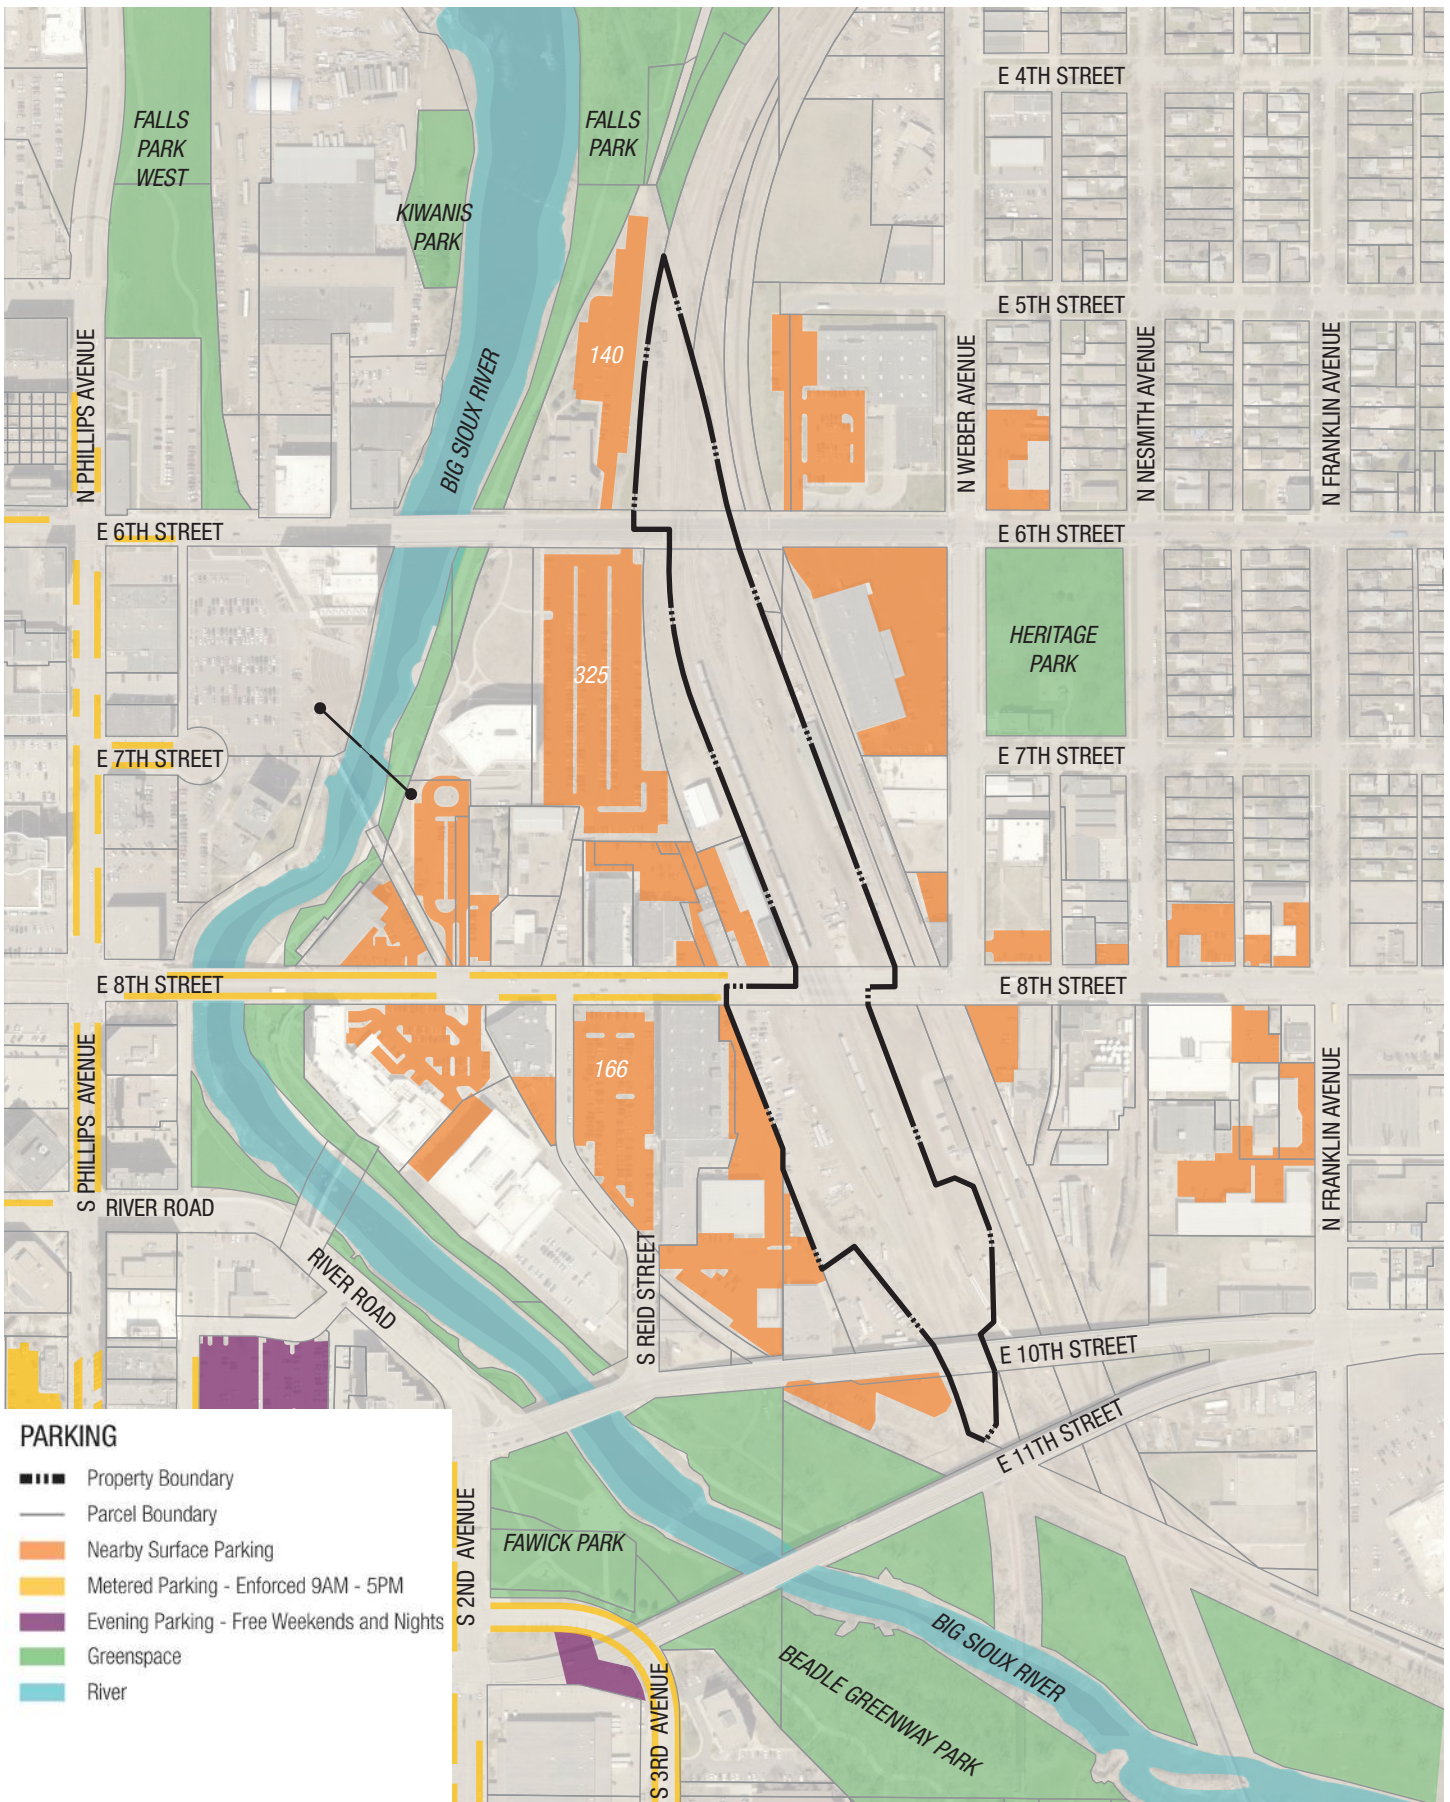 E 4TH STREET
FALLS
PARK
WEST
FALLS
PARK
KIWANIS
PARK
E 5TH STREET
140
N PHILLIPS AVENUE
BIG SIOUX RIVER
N WEBER AVENUE
N NESMITH AVENUE
N FRANKLIN AVENUE
E 6TH STREET
E 6TH STREET
HERITAGE
PARK
325
E 7TH STREET
E 7TH STREET
E 8TH STREET
E 8TH STREET
166
S PHILLIPS AVENUE
N FRANKLIN AVENUE
RIVER ROAD
RIVER ROAD
S REID STREET
E 10TH STREET
E 11TH STREET
PARKING
Property Boundary
Parcel Boundary
Nearby Surface Parking
Metered Parking - Enforced 9AM - 5PM
Evening Parking - Free Weekends and Nights
Greenspace
River
S 2ND AVENUE
FAWICK PARK
S 3RD AVENUE
BIG SIOUX RIVER
BEADLE GREENWAY PARK